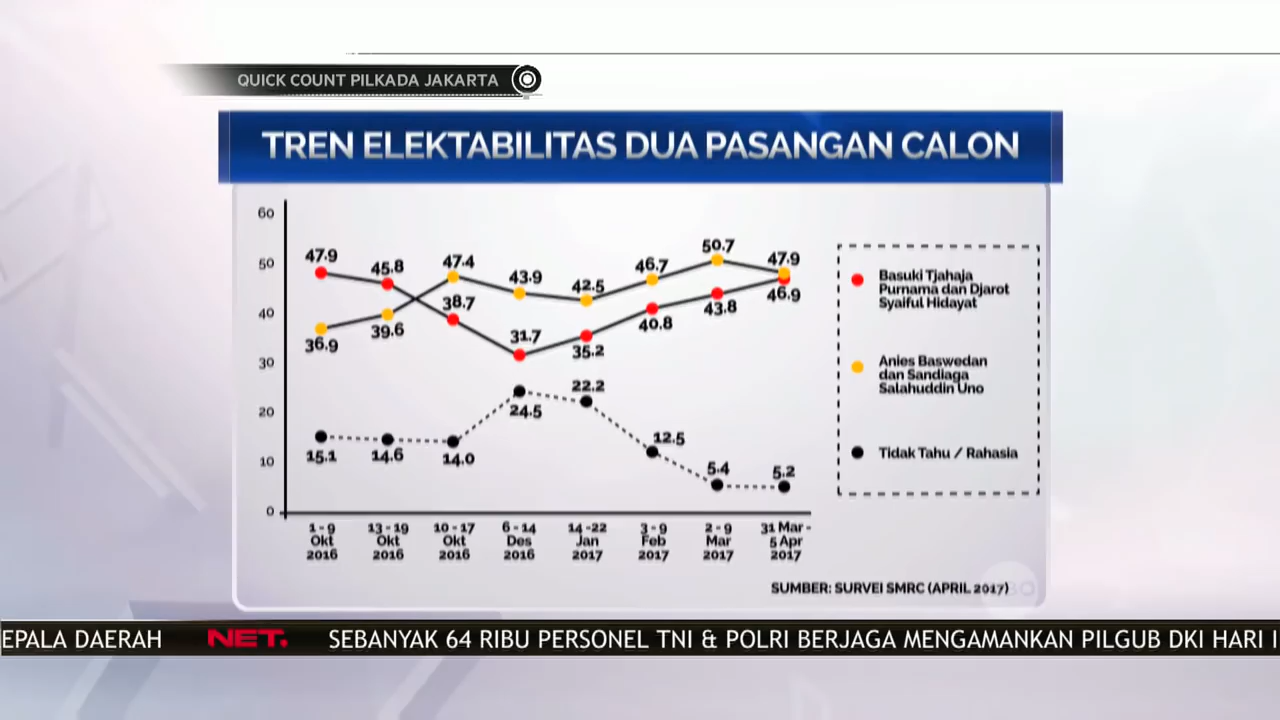 QUICK COUNT PILKADA JAKARTA
TREN ELEKTABILITAS DUA PASANGAN CALON
60
50
40
30
20
10
0
47.9
45.8
47.4
43.9
42.5
46.7
50.7
47.9
36.9
39.6
38.7
31.7
35.2
40.8
43.8
46.9
15.1
14.6
14.0
24.5
22.2
12.5
5.4
5.2
1 - 9
Okt
2016
13 - 19
Okt
2016
10 - 17
Okt
2016
6 - 14
Des
2016
14 -22
Jan
2017
3 - 9
Feb
2017
2 - 9
Mar
2017
31 Mar -
5 Apr
2017
Basuki Tjahaja
Purnama dan Djarot
Syaiful Hidayat
Anies Baswedan
dan Sandiaga
Salahuddin Uno
Tidak Tahu / Rahasia
SUMBER: SURVEI SMRC (APRIL 2017)
EPALA DAERAH NET. SEBANYAK 64 RIBU PERSONEL TNI & POLRI BERJAGA MENGAMANKAN PILGUB DKI HARI